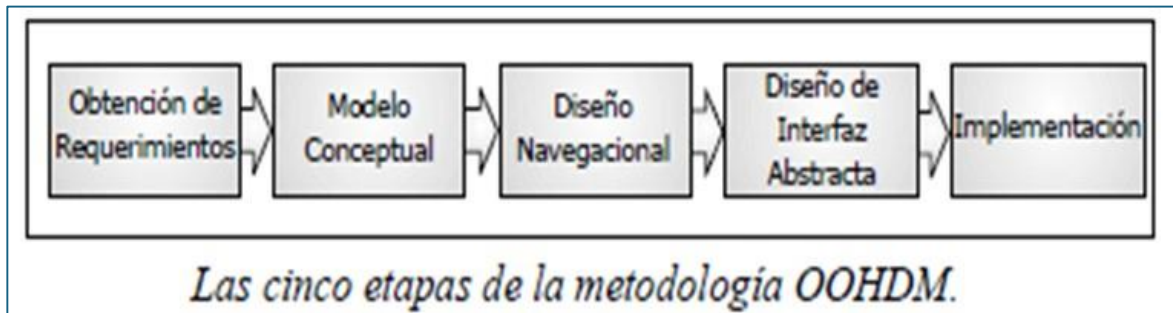 Obtención de
Requerimientos
Modelo
Conceptual
Diseño
Navegacional
Diseño de
Interfaz
Abstracta
Implementación
Las cinco etapas de la metodología OOHDM.